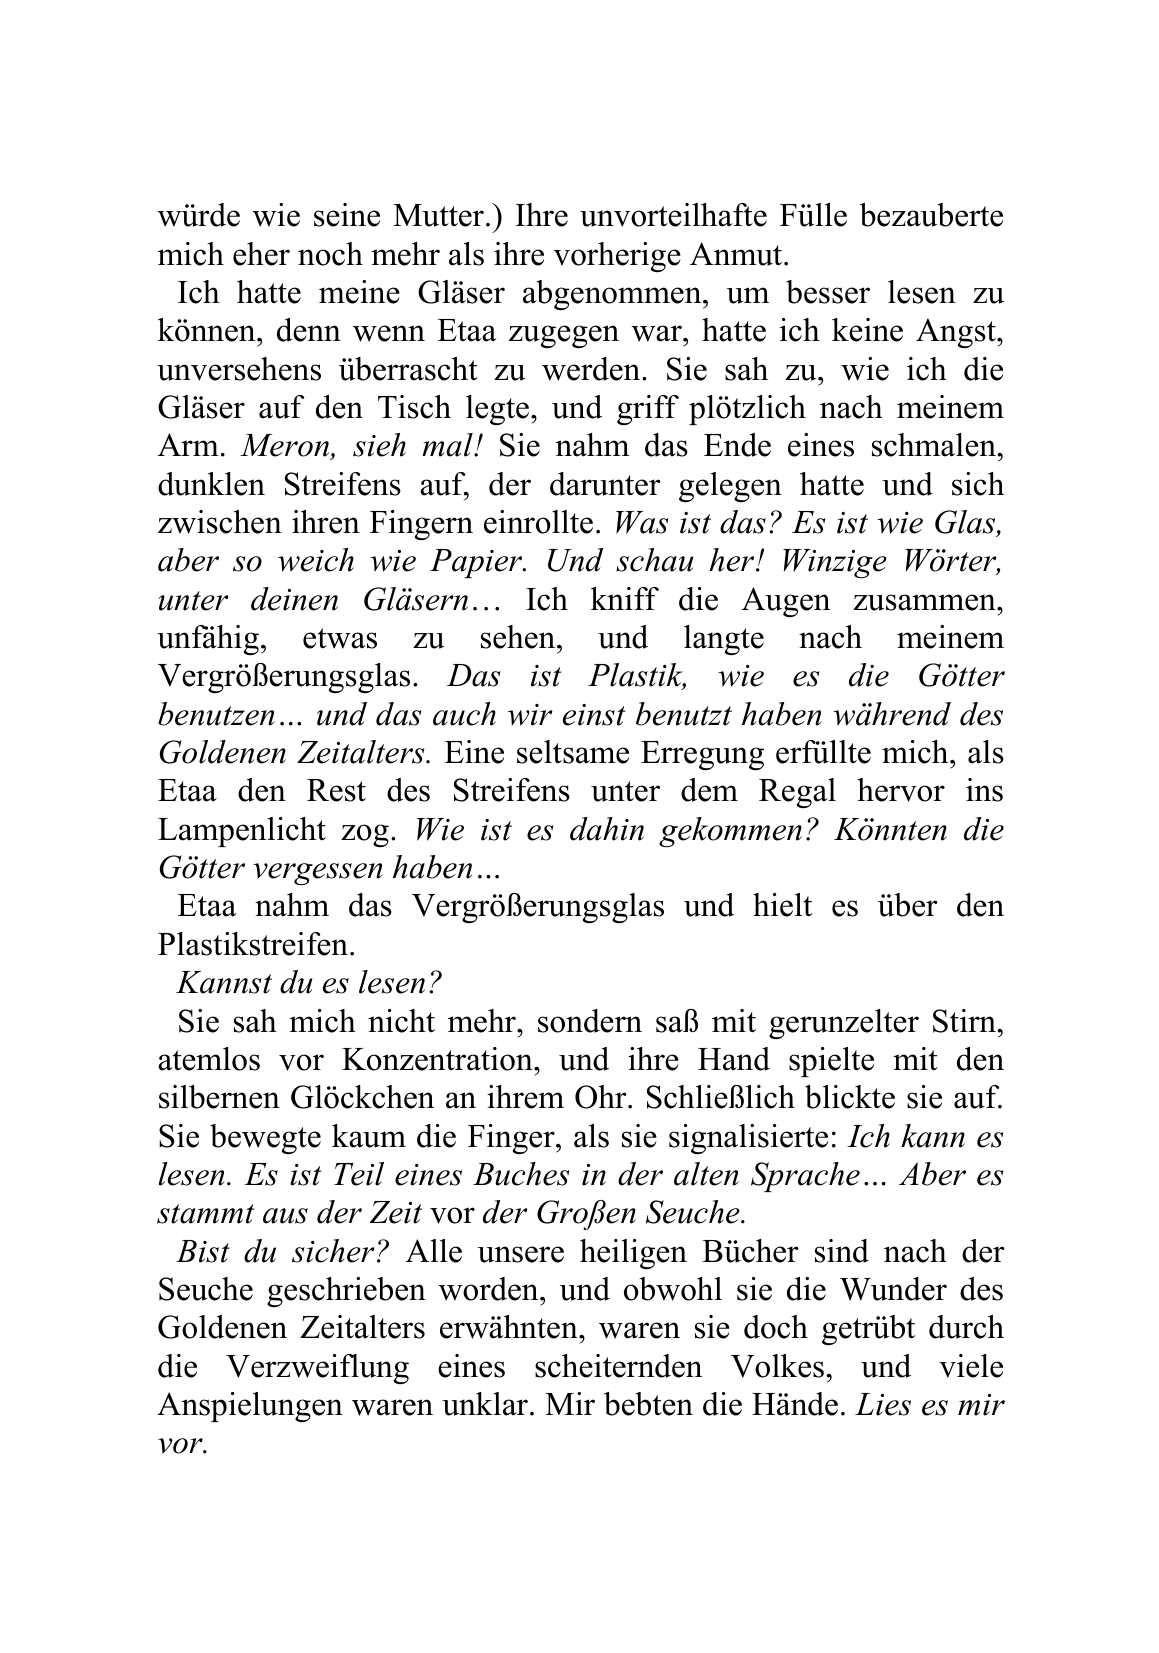 würde wie seine Mutter.) Ihre unvorteilhafte Fülle bezauberte
mich eher noch mehr als ihre vorherige Anmut.
Ich hatte meine Gläser abgenommen, um besser lesen zu
können, denn wenn Etaa zugegen war, hatte ich keine Angst,
unversehens überrascht zu werden. Sie sah zu, wie ich die
Gläser auf den Tisch legte, und griff plötzlich nach meinem
Arm. Meron, sieh mal! Sie nahm das Ende eines schmalen,
dunklen Streifens auf, der darunter gelegen hatte und sich
zwischen ihren Fingern einrollte. Was ist das? Es ist wie Glas,
aber so weich wie Papier. Und schau her! Winzige Wörter,
unter deinen Gläsern… Ich kniff die Augen zusammen,
unfähig, etwas zu sehen, und langte nach meinem
Vergrößerungsglas. Das ist Plastik, wie es die Götter
benutzen… und das auch wir einst benutzt haben während des
Goldenen Zeitalters. Eine seltsame Erregung erfüllte mich, als
Etaa den Rest des Streifens unter dem Regal hervor ins
Lampenlicht zog. Wie ist es dahin gekommen? Könnten die
Götter vergessen haben…
Etaa nahm das Vergrößerungsglas und hielt es über den
Plastikstreifen.
Kannst du es lesen?
Sie sah mich nicht mehr, sondern saß mit gerunzelter Stirn,
atemlos vor Konzentration, und ihre Hand spielte mit den
silbernen Glöckchen an ihrem Ohr. Schließlich blickte sie auf.
Sie bewegte kaum die Finger, als sie signalisierte: Ich kann es
lesen. Es ist Teil eines Buches in der alten Sprache… Aber es
stammt aus der Zeit vor der Großen Seuche.
Bist du sicher? Alle unsere heiligen Bücher sind nach der
Seuche geschrieben worden, und obwohl sie die Wunder des
Goldenen Zeitalters erwähnten, waren sie doch getrübt durch
die Verzweiflung eines scheiternden Volkes, und viele
Anspielungen waren unklar. Mir bebten die Hände. Lies es mir
vor.